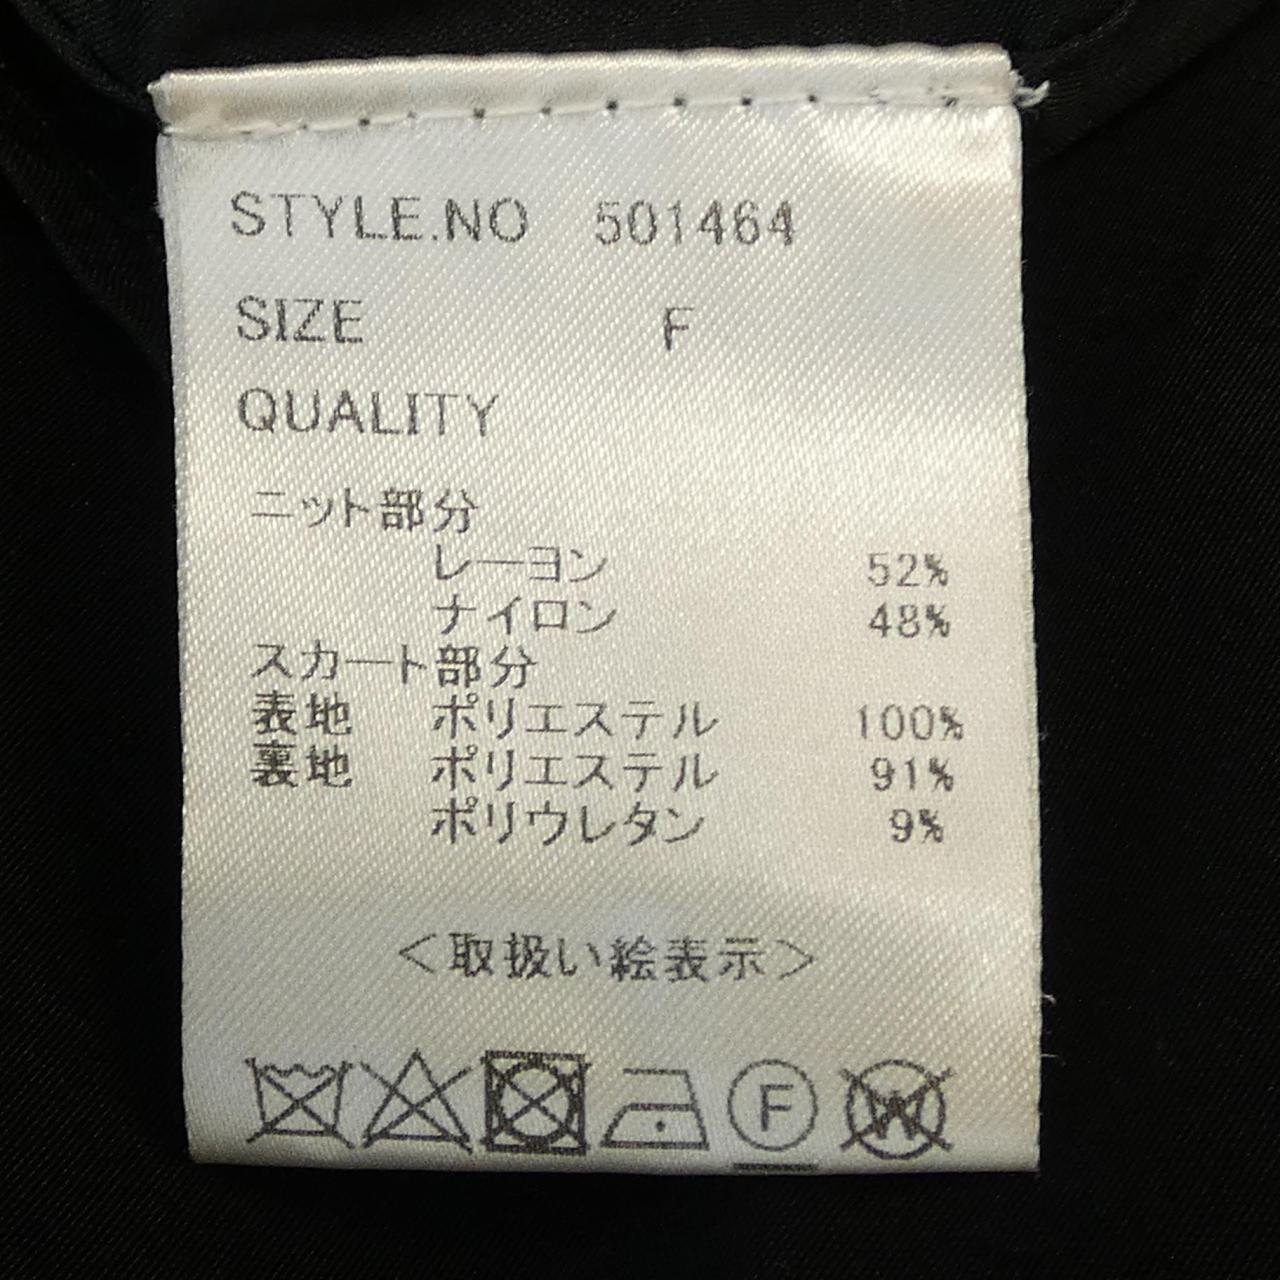 STYLE.NO 501464
SIZE F
QUALITY
ニット部分
レーヨン 52%
ナイロン 48%
スカート部分
表地 ポリエステル 100%
裏地 ポリエステル 91%
ポリウレタン 9%
<取扱い絵表示>
F W